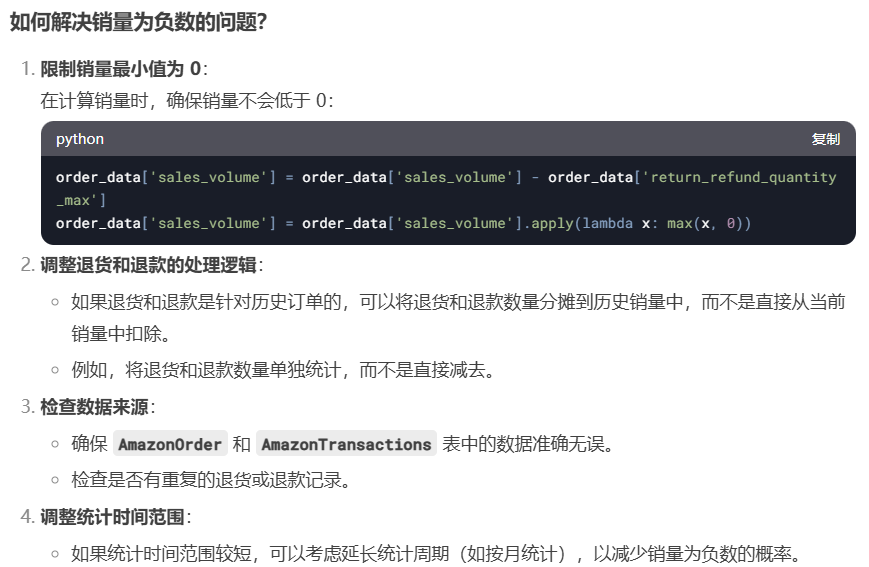 如何解决销量为负数的问题？
1. 限制销量最小值为 0：
在计算销量时，确保销量不会低于 0：
python 复制
order_data['sales_volume'] = order_data['sales_volume'] - order_data['return_refund_quantity
_max']
order_data['sales_volume'] = order_data['sales_volume'].apply(lambda x: max(x, 0))
2. 调整退货和退款的处理逻辑：
如果退货和退款是针对历史订单的，可以将退货和退款数量分摊到历史销量中，而不是直接从当前
销量中扣除。
例如，将退货和退款数量单独统计，而不是直接减去。
3. 检查数据来源：
确保 AmazonOrder 和 AmazonTransactions 表中的数据准确无误。
检查是否有重复的退货或退款记录。
4. 调整统计时间范围：
如果统计时间范围较短，可以考虑延长统计周期（如按月统计），以减少销量为负数的概率。